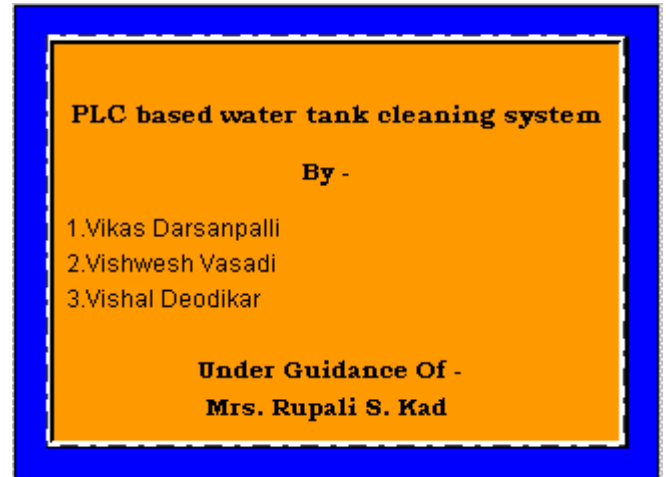 PLC based water tank cleaning system
By -
1.Vikas Darsanpalli
2.Vishwesh Vasadi
3.Vishal Deodikar
Under Guidance Of -
Mrs. Rupali S. Kad